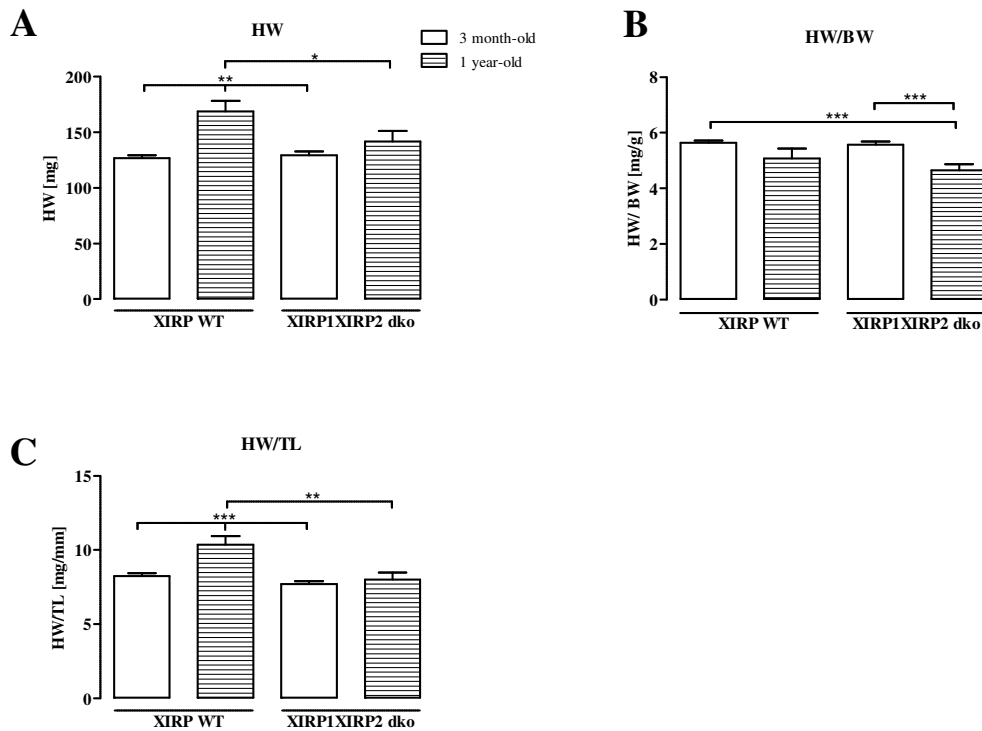 A
HW
3 month-old
1 year-old
*
**
200
150
100
50
0
HW [mg]
XIRP WT
XIRP1XIRP2 dko
B
HW/BW
***
***
8
6
4
2
0
HW/ BW [mg/g]
XIRP WT
XIRP1XIRP2 dko
C
HW/TL
**
***
15
10
5
0
HW/TL [mg/mm]
XIRP WT
XIRP1XIRP2 dko